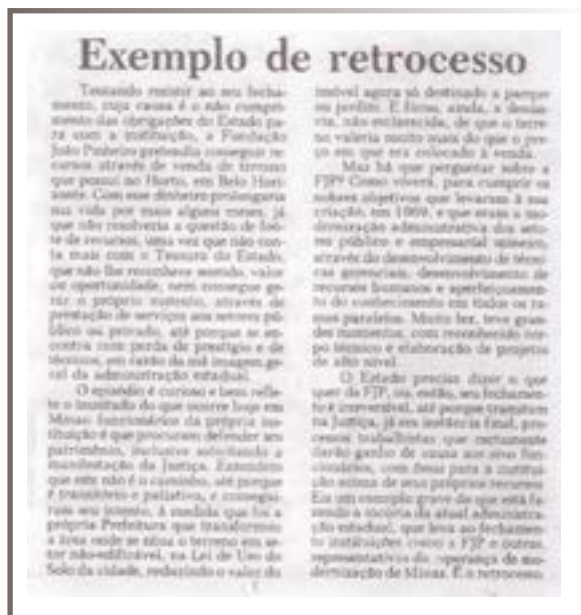 Exemplo de retrocesso
Tentando resistir ao seu fecha-
mento, cuja causa é o não cumpri-
mento das obrigações do Estado pa-
ra com a instituição, a Fundação
João Pinheiro pretendia conseguir re-
cursos através de venda de terreno
que possui no Horto, em Belo Hori-
zonte. Com esse dinheiro prolongaria
sua vida por mais alguns meses, já
que não resolveria a questão de fon-
te de recursos, uma vez que não con-
ta mais com o Tesouro do Estado,
que não lhe reconhece sentido, valor
ou oportunidade, nem consegue ge-
rir o próprio sustento, através de
prestação de serviços aos setores pú-
blico ou privado, até porque se en-
contra com perda de prestígio e de
técnicos, em razão da má imagem ge-
ral da administração estadual.
O episódio é curioso e bem refle-
te o inusitado do que ocorre hoje em
Minas: funcionários da própria ins-
tituição é que procuram defender seu
patrimônio, inclusive solicitando a
manifestação da Justiça. Entendem
que este não é o caminho, até porque
é transitório e paliativo, e consegui-
ram seu intento, à medida que foi a
própria Prefeitura que transformou
a área onde se situa o terreno em se-
tor não-edificável, na Lei de Uso do
Solo da cidade, reduzindo o valor do
imóvel agora só destinado a parque
ou jardim. E ficou, ainda, a denún-
cia, não esclarecida, de que o terre-
no valeria muito mais do que o pre-
ço em que era colocado à venda.
Mas há que perguntar sobre a
FJP? Como viverá, para cumprir os
nobres objetivos que levaram à sua
criação, em 1969, e que eram a mo-
dernização administrativa dos seto-
res público e empresarial mineiro,
através do desenvolvimento de técni-
cas gerenciais, desenvolvimento de
recursos humanos e aperfeiçoamen-
to do conhecimento em todos os ra-
mos paralelos. Muito fez, teve gran-
des momentos, com reconhecido cor-
po técnico e elaboração de projetos
de alto nível.
O Estado precisa dizer o que
quer da FJP, ou, então, seu fechamen-
to é irreversível, até porque tramitam
na Justiça, já em instância final, pro-
cessos trabalhistas que certamente
darão ganho de causa aos seus fun-
cionários, com ônus para a institui-
ção acima de seus próprios recursos.
Eis um exemplo grave do que está fa-
zendo a incúria da atual administra-
ção estadual, que leva ao fechamen-
to instituições como a FJP e outras,
representativas da esperança de mo-
dernização de Minas. É o retrocesso.